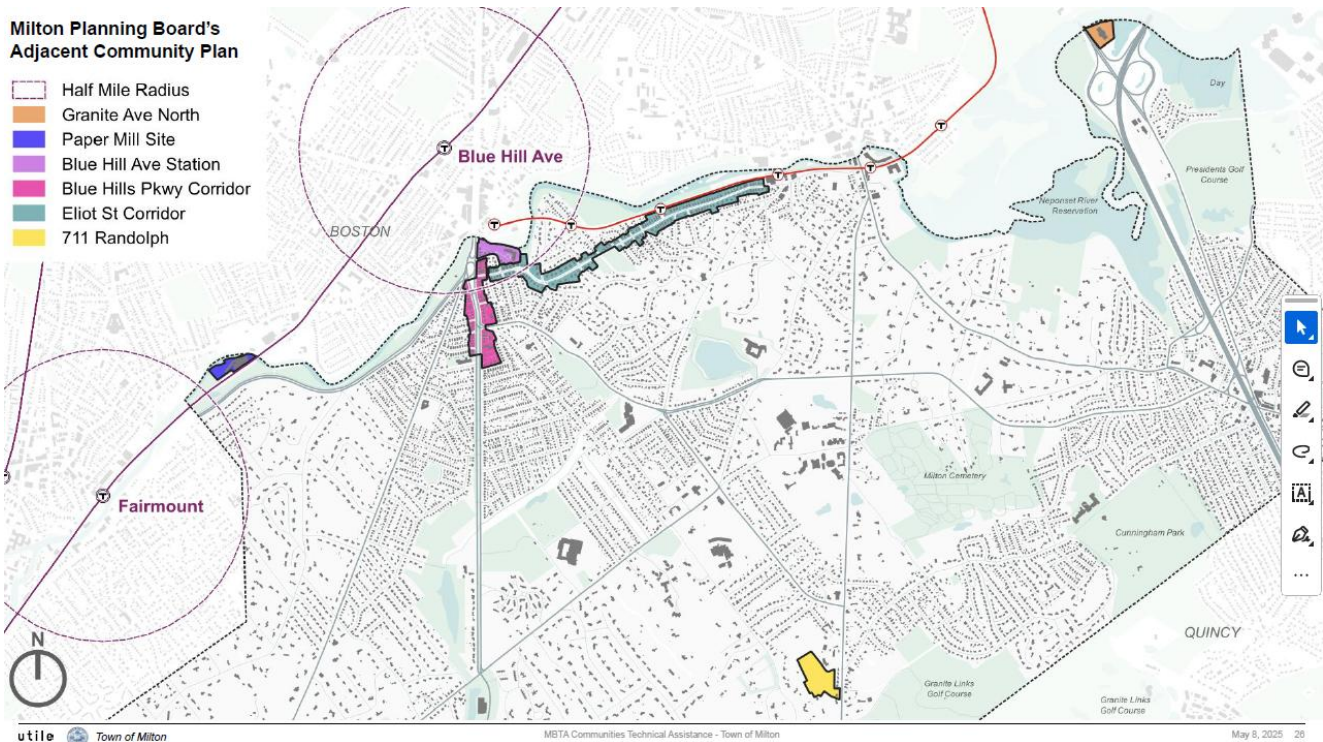 Milton Planning Board's
Adjacent Community Plan
Half Mile Radius
Granite Ave North
Paper Mill Site
Blue Hill Ave Station
Blue Hills Pkwy Corridor
Eliot St Corridor
711 Randolph
T
Blue Hill Ave
T
T
T
T
T
T
BOSTON
Day
Presidents Golf
Course
Neponset River
Reservation
T
Fairmount
Milton Cemetery
Cunningham Park
QUINCY
Granite Links
Golf Course
Granite Links
Golf Course
N
A
utile
Town of Milton
MBTA Communities Technical Assistance - Town of Milton
May 8, 2025 26